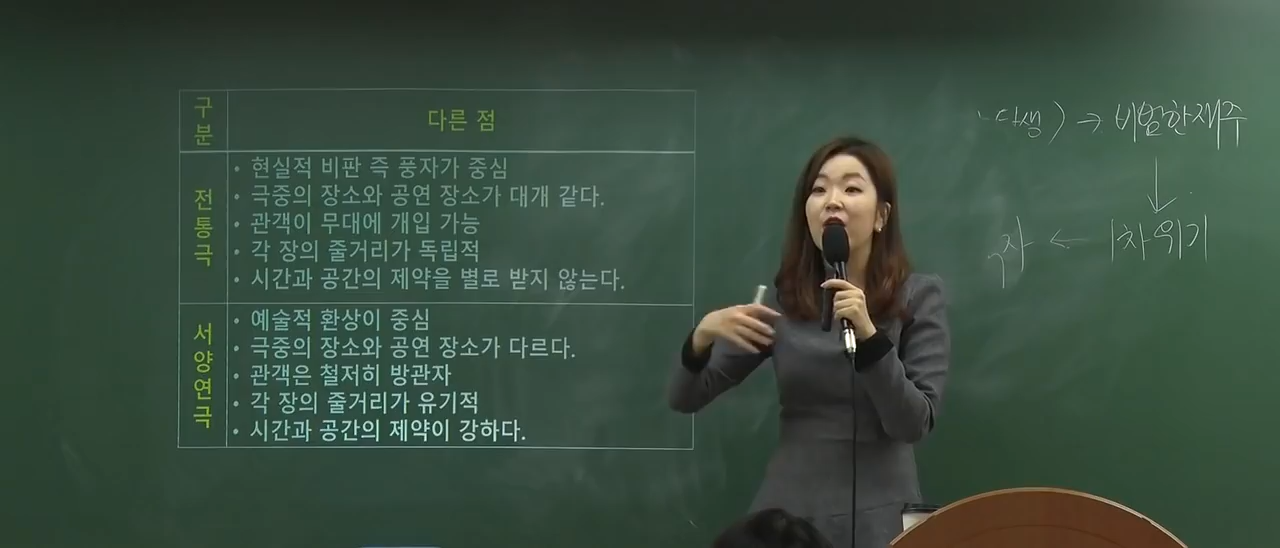 구분
다른 점
전통극
• 현실적 비판 즉 풍자가 중심
• 극중의 장소와 공연 장소가 대개 같다.
• 관객이 무대에 개입 가능
• 각 장의 줄거리가 독립적
• 시간과 공간의 제약을 별로 받지 않는다.
서양연극
• 예술적 환상이 중심
• 극중의 장소와 공연 장소가 다르다.
• 관객은 철저히 방관자
• 각 장의 줄거리가 유기적
• 시간과 공간의 제약이 강하다.
) → 비범한재주
↓
← 1차위기